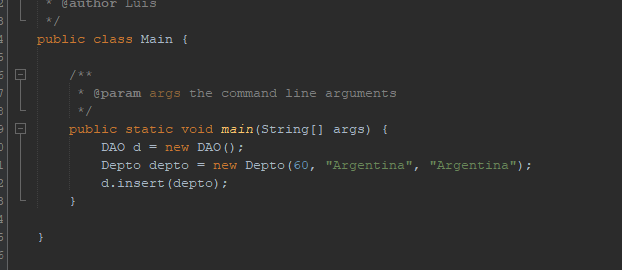 * @author Luis
*/
public class Main {
/**
* @param args the command line arguments
*/
public static void main(String[] args) {
DAO d = new DAO();
Depto depto = new Depto(60, "Argentina", "Argentina");
d.insert(depto);
}
}